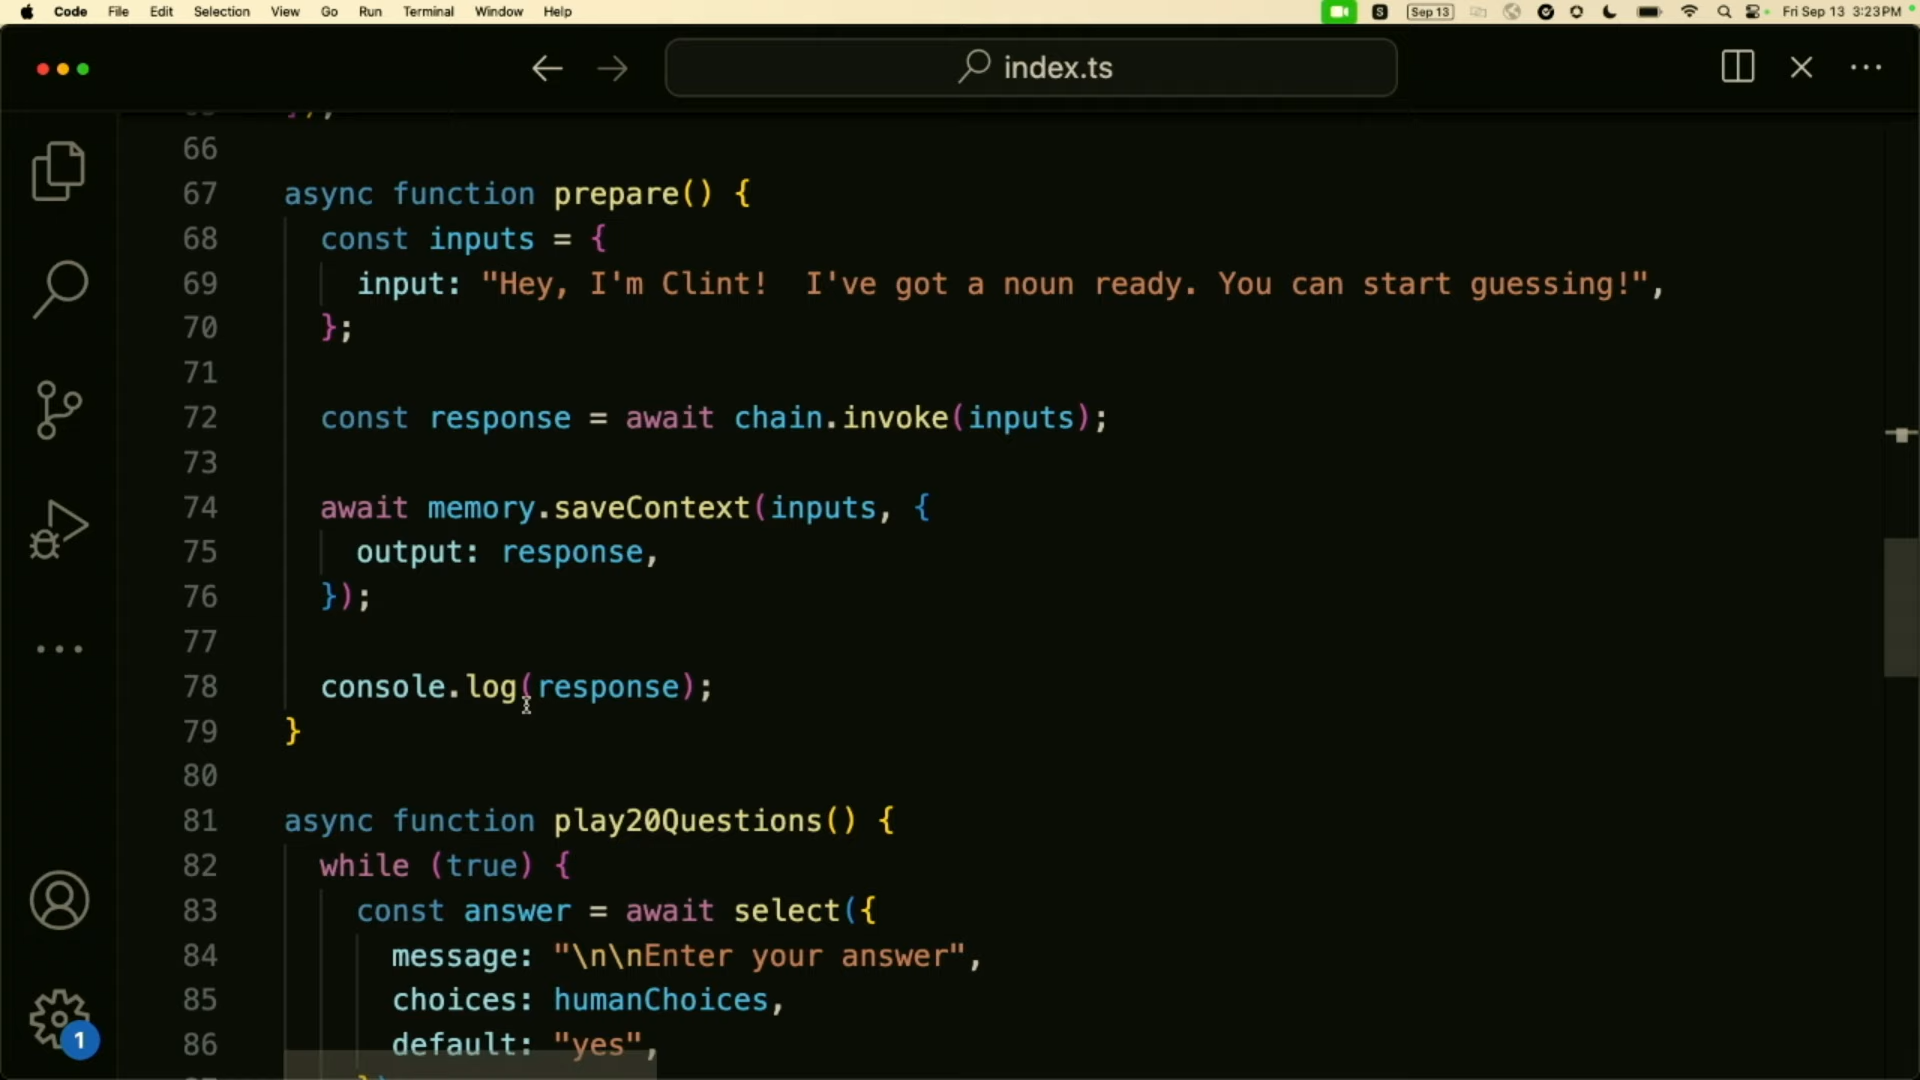 Code File Edit Selection View Go Run Terminal Window Help S Sep 13 Fri Sep 13 3:23 PM
index.ts
66
67 async function prepare() {
68 const inputs = {
69 input: "Hey, I'm Clint!  I've got a noun ready. You can start guessing!",
70 };
71
72 const response = await chain.invoke(inputs);
73
74 await memory.saveContext(inputs, {
75 output: response,
76 });
77
78 console.log(response);
79 }
80
81 async function play20Questions() {
82 while (true) {
83 const answer = await select({
84 message: "\n\nEnter your answer",
85 choices: humanChoices,
86 default: "yes",
1